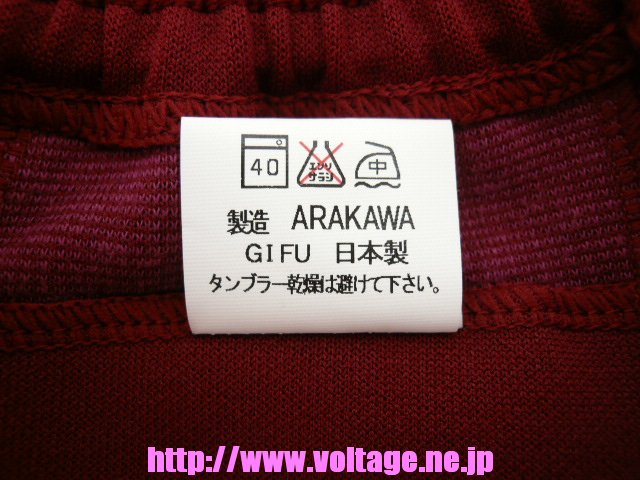 40 エンソ サラシ 中
製造 ARAKAWA
GIFU 日本製
タンブラー乾燥は避けて下さい。
http://www.voltage.ne.jp